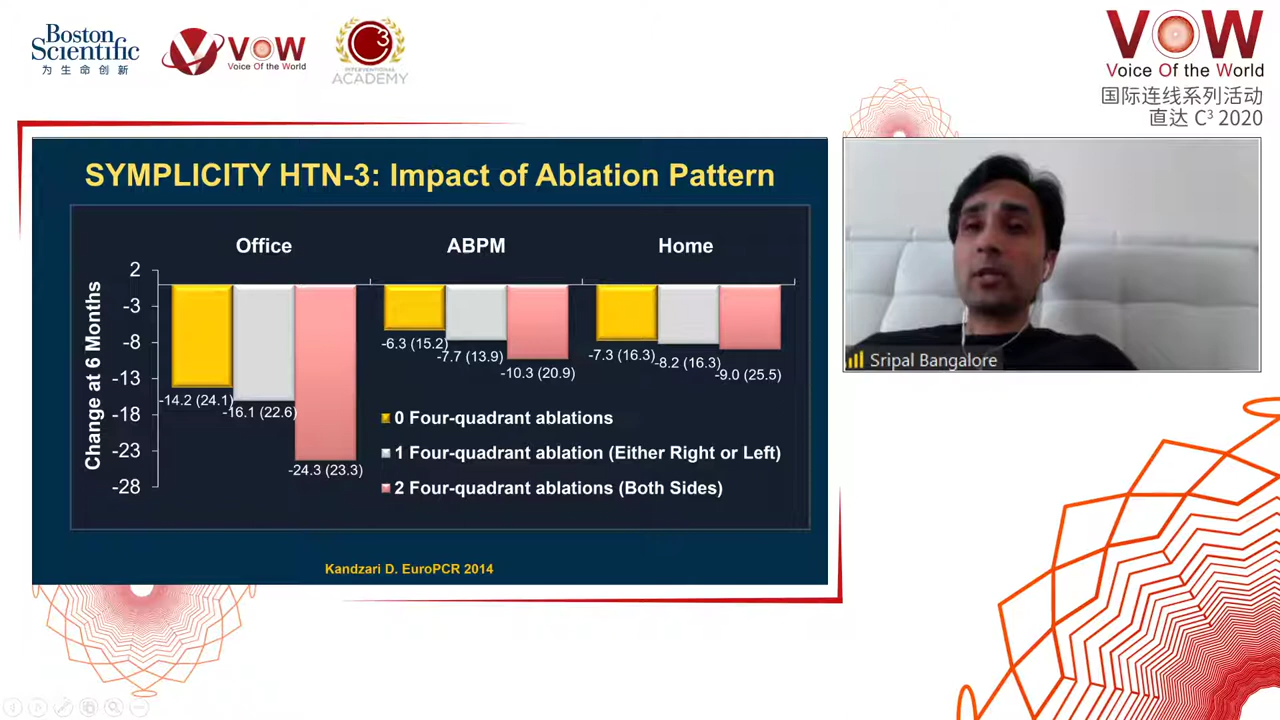 Boston
Scientific
为生命创新
VOW
Voice Of the World
C3
INTERVENTIONAL
ACADEMY
VOW
Voice Of the World
国际连线系列活动
直达 C³ 2020
SYMPLICITY HTN-3: Impact of Ablation Pattern
Office ABPM Home
Change at 6 Months
2
-3
-8
-13
-18
-23
-28
-14.2 (24.1)
-16.1 (22.6)
-24.3 (23.3)
-6.3 (15.2)
-7.7 (13.9)
-10.3 (20.9)
-7.3 (16.3)
-8.2 (16.3)
-9.0 (25.5)
0 Four-quadrant ablations
1 Four-quadrant ablation (Either Right or Left)
2 Four-quadrant ablations (Both Sides)
Kandzari D. EuroPCR 2014
Sripal Bangalore